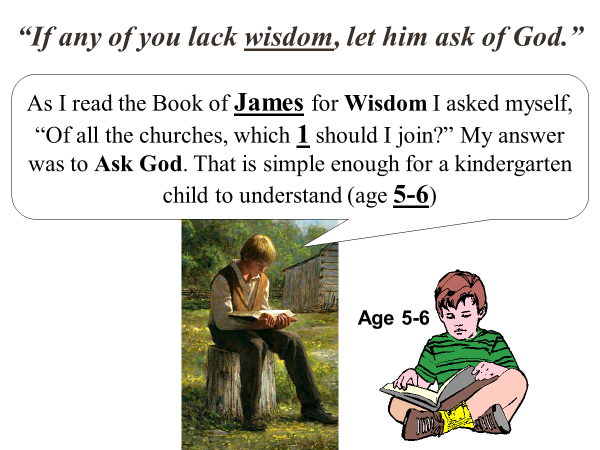 “If any of you lack wisdom, let him ask of God.”
As I read the Book of James for Wisdom I asked myself,
“Of all the churches, which 1 should I join?” My answer
was to Ask God. That is simple enough for a kindergarten
child to understand (age 5-6)
Age 5-6